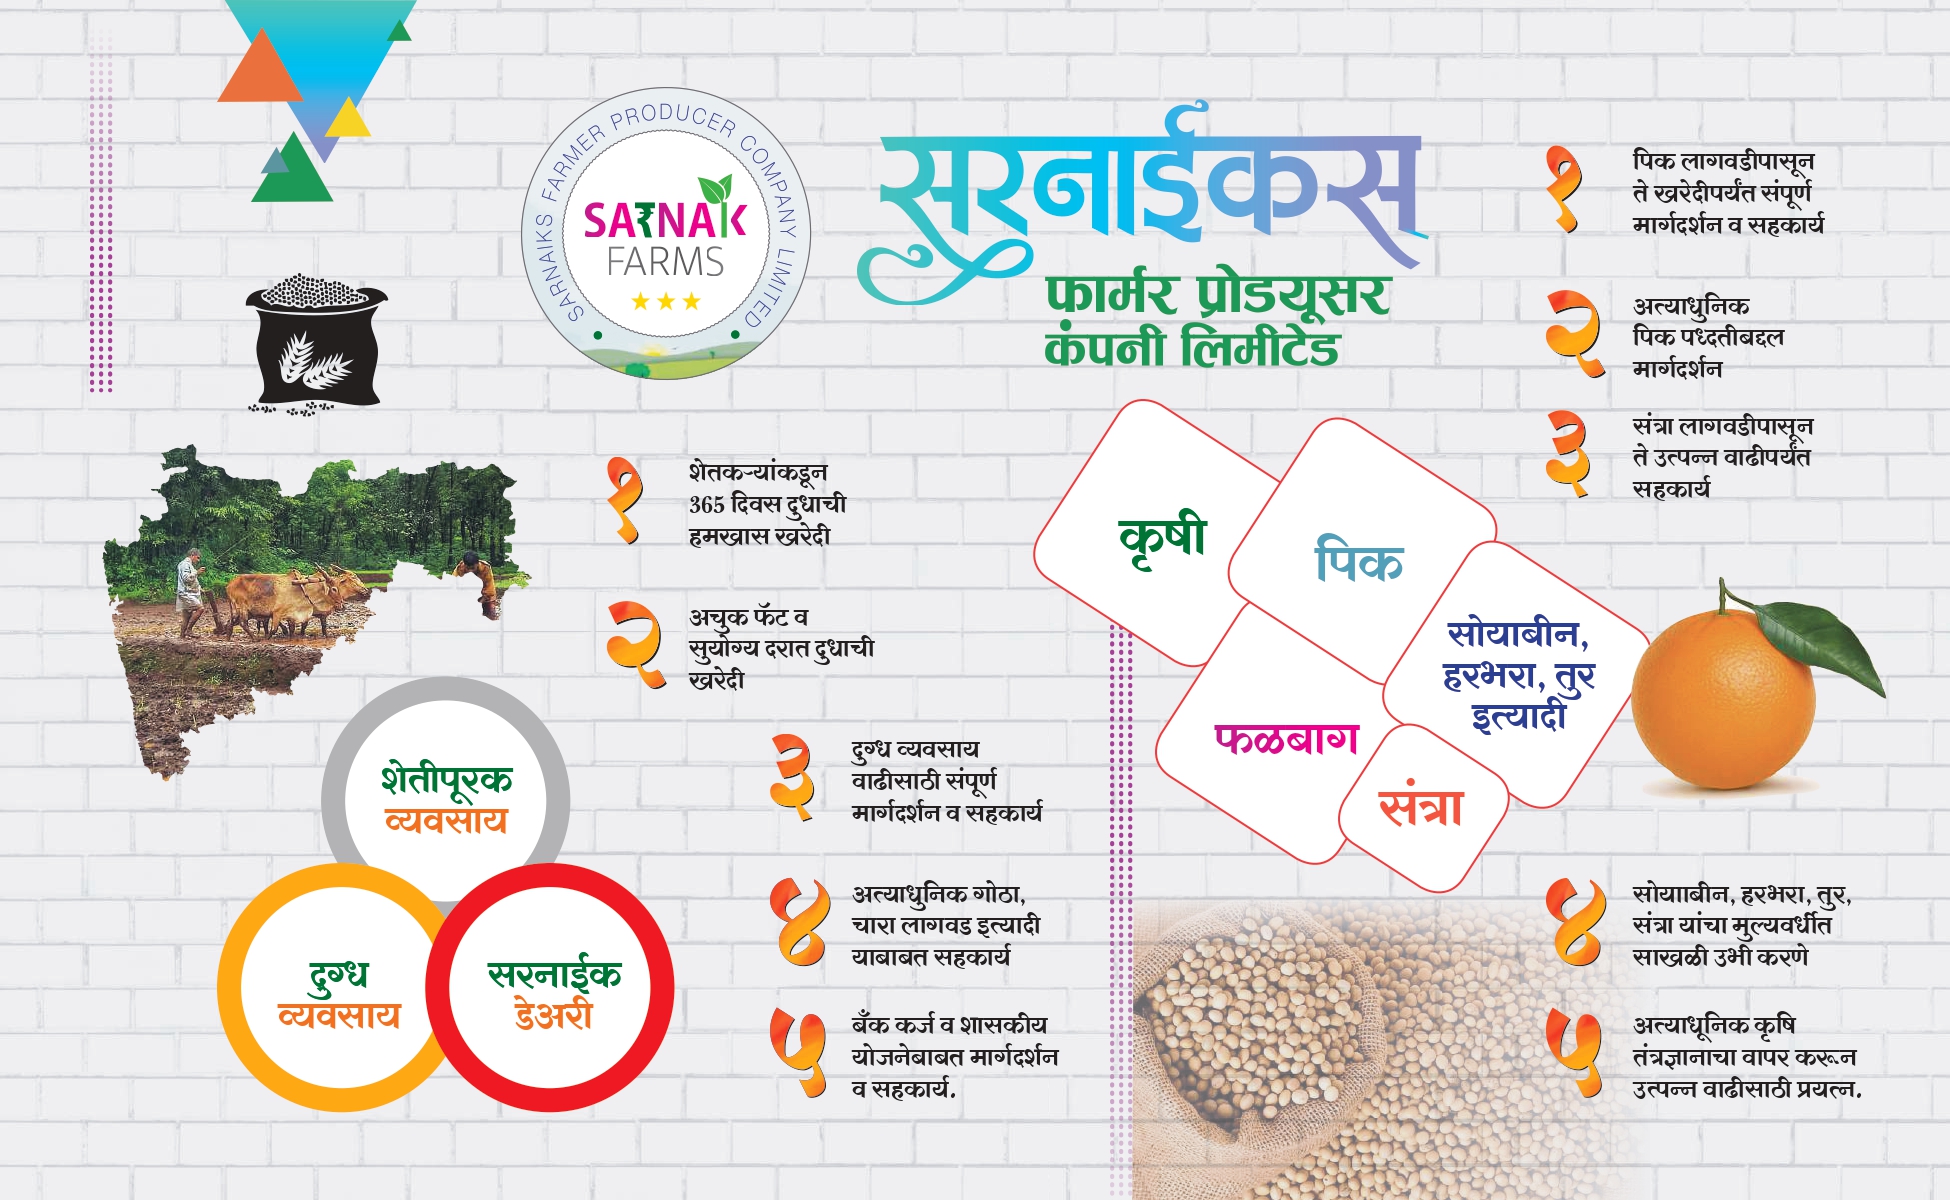 SARNAIKS FARMER PRODUCER COMPANY LIMITED
SARNAIK
FARMS
सुरनाईकस्
फार्मर प्रोडयूसर
कंपनी लिमीटेड
१
शेतकऱ्यांकडून
365 दिवस दुधाची
हमखास खरेदी
२
अचुक फॅट व
सुयोग्य दरात दुधाची
खरेदी
३
दुग्ध व्यवसाय
वाढीसाठी संपूर्ण
मार्गदर्शन व सहकार्य
४
अत्याधुनिक गोठा,
चारा लागवड इत्यादी
याबाबत सहकार्य
५
बँक कर्ज व शासकीय
योजनेबाबत मार्गदर्शन
व सहकार्य.
शेतीपूरक
व्यवसाय
दुग्ध
व्यवसाय
सरनाईक
डेअरी
कृषी
पिक
सोयाबीन,
हरभरा, तुर
इत्यादी
फळबाग
संत्रा
१
पिक लागवडीपासून
ते खरेदीपर्यंत संपूर्ण
मार्गदर्शन व सहकार्य
२
अत्याधुनिक
पिक पध्दतीबद्दल
मार्गदर्शन
३
संत्रा लागवडीपासून
ते उत्पन्न वाढीपर्यंत
सहकार्य
४
सोयााबीन, हरभरा, तुर,
संत्रा यांचा मुल्यवर्धीत
साखळी उभी करणे
५
अत्याधूनिक कृषि
तंत्रज्ञानाचा वापर करून
उत्पन्न वाढीसाठी प्रयत्न.